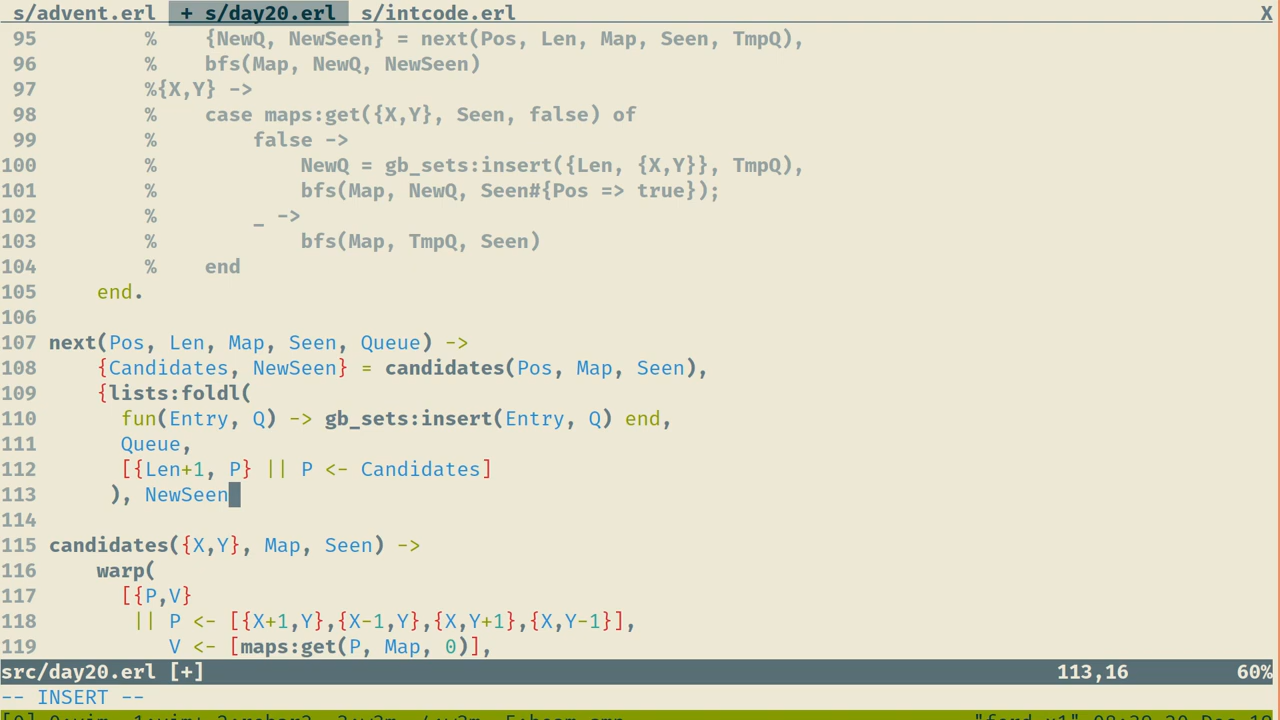 s/advent.erl + s/day20.erl s/intcode.erl X
95 % {NewQ, NewSeen} = next(Pos, Len, Map, Seen, TmpQ),
96 % bfs(Map, NewQ, NewSeen)
97 %{X,Y} ->
98 % case maps:get({X,Y}, Seen, false) of
99 % false ->
100 % NewQ = gb_sets:insert({Len, {X,Y}}, TmpQ),
101 % bfs(Map, NewQ, Seen#{Pos => true});
102 % _ ->
103 % bfs(Map, TmpQ, Seen)
104 % end
105 end.
106
107 next(Pos, Len, Map, Seen, Queue) ->
108 {Candidates, NewSeen} = candidates(Pos, Map, Seen),
109 {lists:foldl(
110 fun(Entry, Q) -> gb_sets:insert(Entry, Q) end,
111 Queue,
112 [{Len+1, P} || P <- Candidates]
113 ), NewSeen
114
115 candidates({X,Y}, Map, Seen) ->
116 warp(
117 [{P,V}
118 || P <- [{X+1,Y},{X-1,Y},{X,Y+1},{X,Y-1}],
119 V <- [maps:get(P, Map, 0)],
src/day20.erl [+] 113,16 60%
-- INSERT --